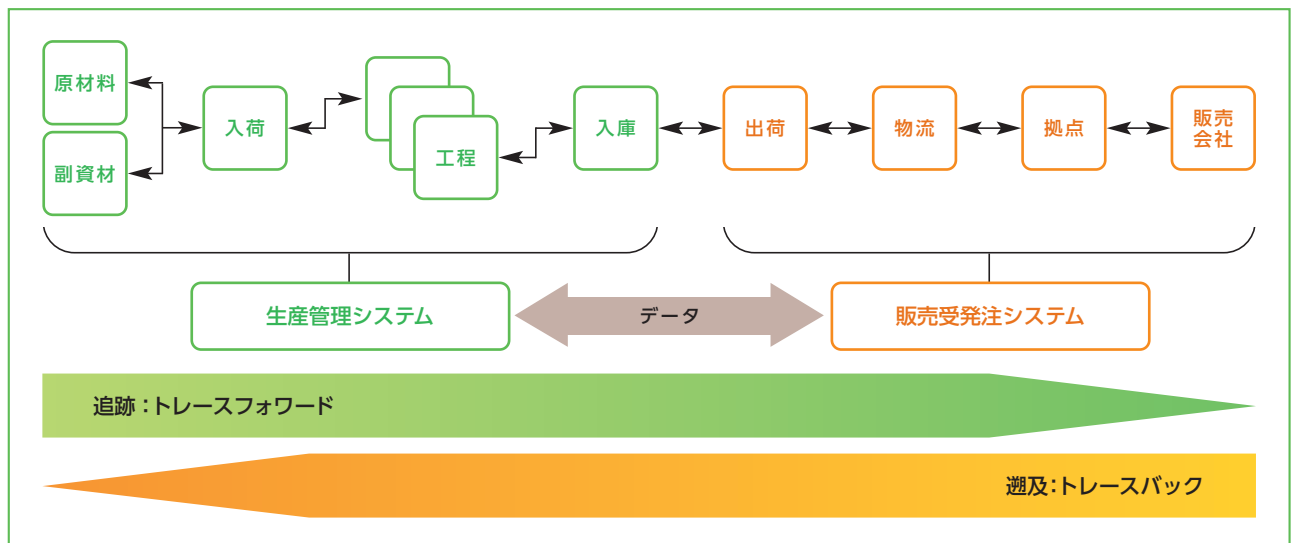 原材料
副資材
入荷
工程
入庫
出荷
物流
拠点
販売
会社
生産管理システム
データ
販売受発注システム
追跡：トレースフォワード
遡及：トレースバック